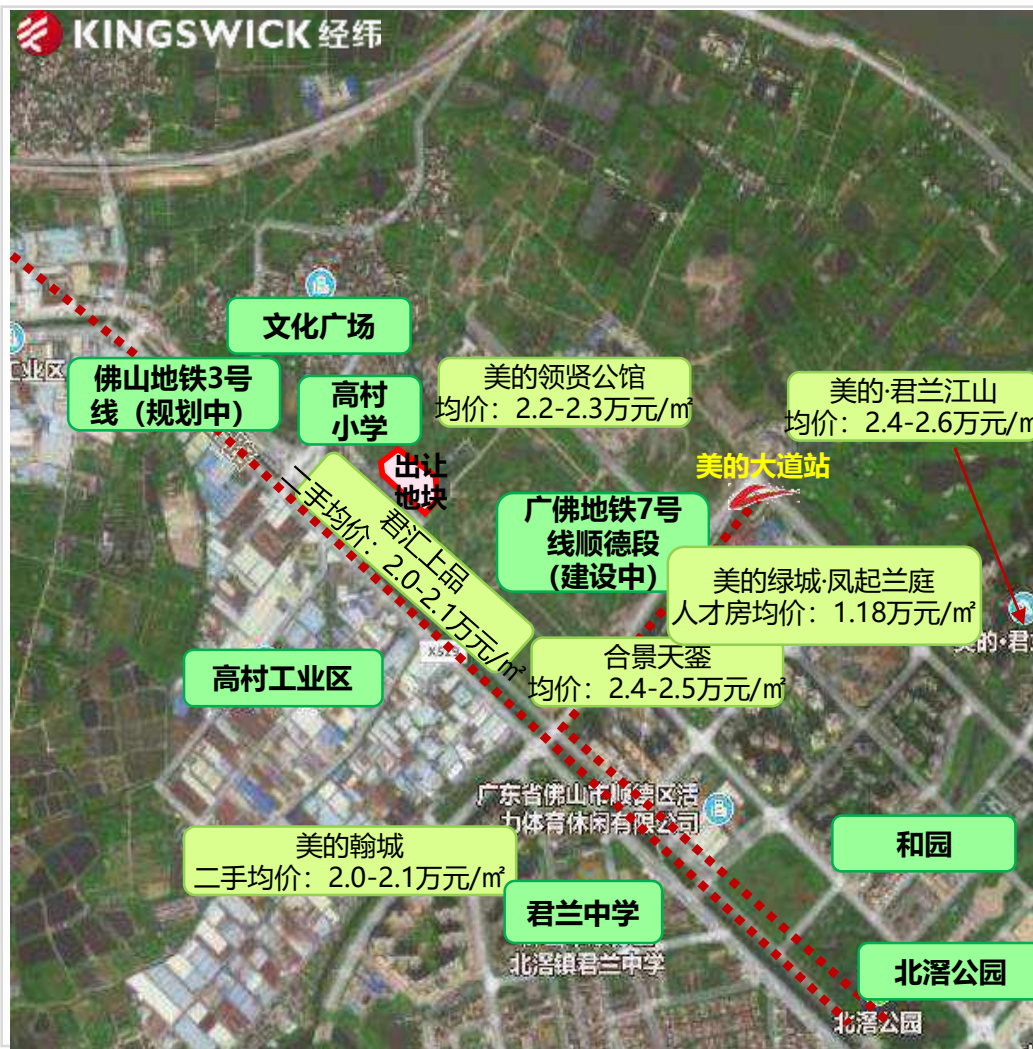 KINGSWICK 经纬
文化广场
业区
佛山地铁3号
线（规划中）
高村
小学
美的领贤公馆
均价：2.2-2.3万元/㎡
美的·君兰江山
均价：2.4-2.6万元/㎡
出让
地块
美的大道站
君汇上品
二手均价：2.0-2.1万元/㎡
广佛地铁7号
线顺德段
（建设中）
美的绿城·凤起兰庭
人才房均价：1.18万元/㎡
美的·君
X529
合景天銮
均价：2.4-2.5万元/㎡
高村工业区
广东省佛山市顺德区活
力体育休闲有限公司
美的翰城
二手均价：2.0-2.1万元/㎡
和园
君兰中学
北滘镇君兰中学
北滘公园
北滘公园